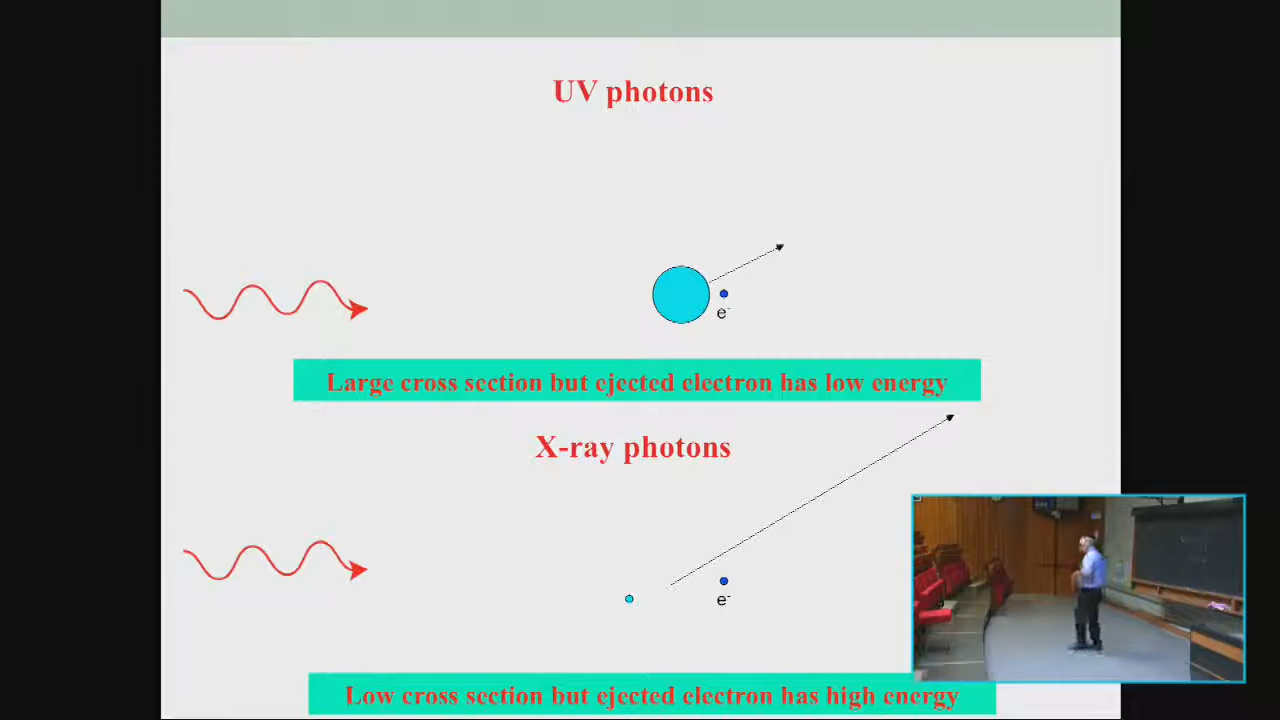 UV photons
e-
Large cross section but ejected electron has low energy
X-ray photons
e-
Low cross section but ejected electron has high energy